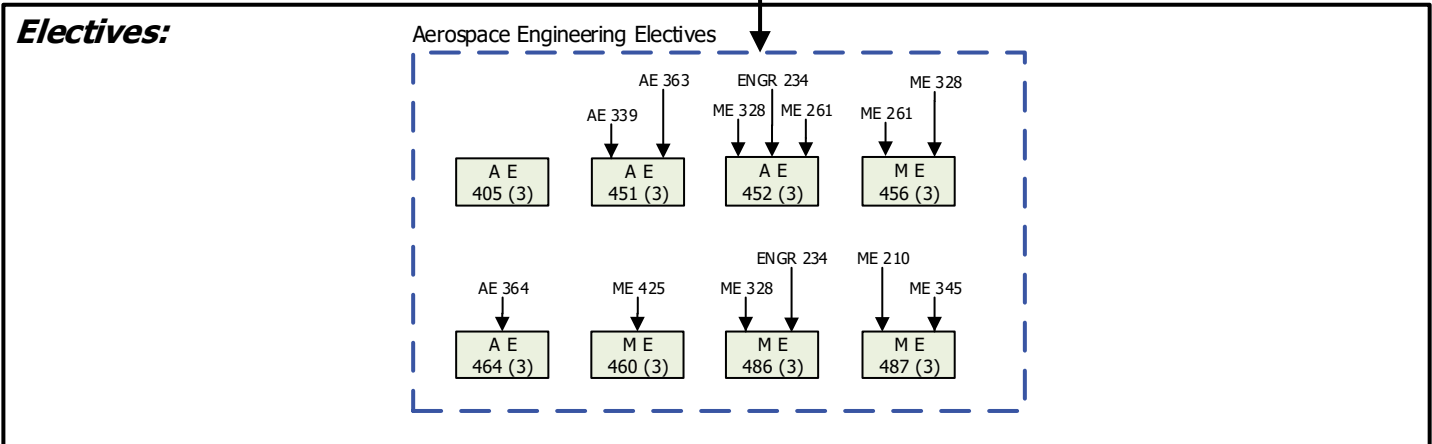 Electives:
Aerospace Engineering Electives
AE 363
ENGR 234
ME 328
AE 339
ME 328
ME 261
ME 261
A E
405 (3)
A E
451 (3)
A E
452 (3)
M E
456 (3)
ENGR 234
ME 210
AE 364
ME 425
ME 328
ME 345
A E
464 (3)
M E
460 (3)
M E
486 (3)
M E
487 (3)